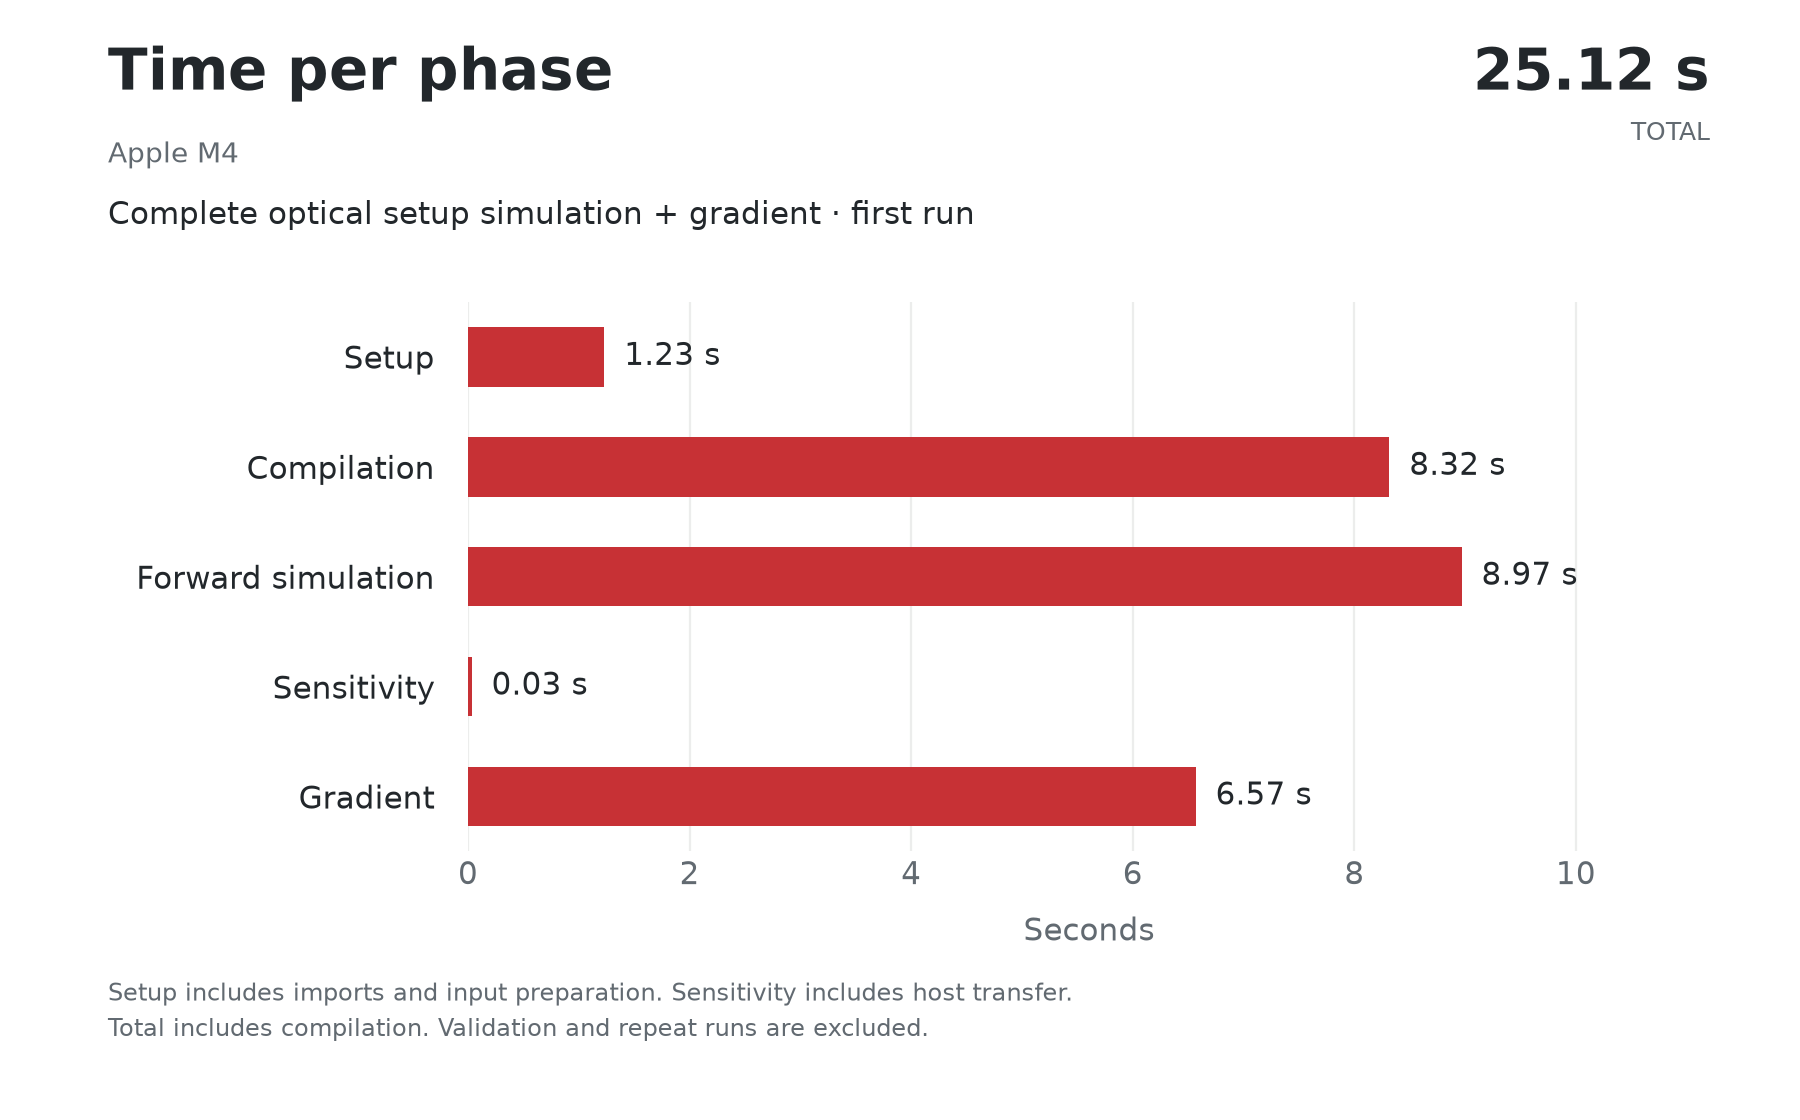 Time per phase
25.12 s
TOTAL
Apple M4
Complete optical setup simulation + gradient · first run
Setup
1.23 s
Compilation
8.32 s
Forward simulation
8.97 s
Sensitivity
0.03 s
Gradient
6.57 s
0 2 4 6 8 10
Seconds
Setup includes imports and input preparation. Sensitivity includes host transfer.
Total includes compilation. Validation and repeat runs are excluded.